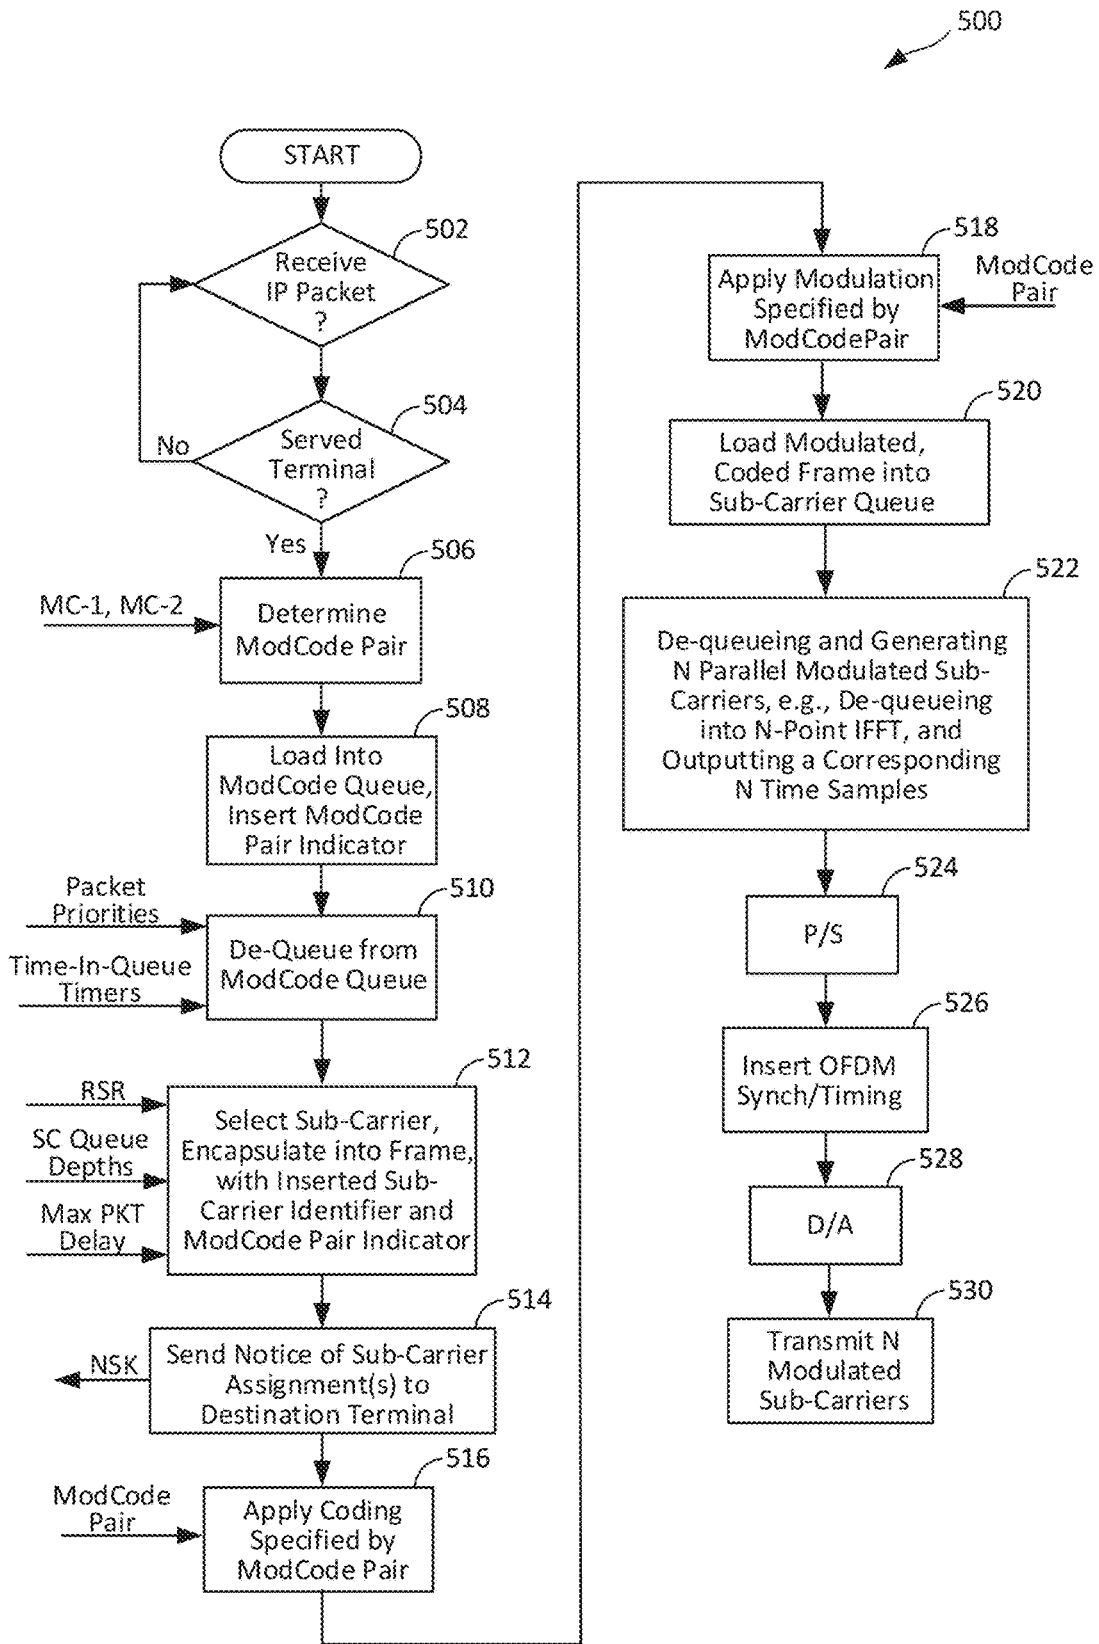 500
START
502
Receive
IP Packet
?
504
No
Served
Terminal
?
Yes
506
MC-1, MC-2
Determine
ModCode Pair
508
Load Into
ModCode Queue,
Insert ModCode
Pair Indicator
Packet
Priorities
510
Time-In-Queue
Timers
De-Queue from
ModCode Queue
512
RSR
SC Queue
Depths
Max PKT
Delay
Select Sub-Carrier,
Encapsulate into Frame,
with Inserted Sub-
Carrier Identifier and
ModCode Pair Indicator
514
NSK
Send Notice of Sub-Carrier
Assignment(s) to
Destination Terminal
516
ModCode
Pair
Apply Coding
Specified by
ModCode Pair
518
ModCode
Pair
Apply Modulation
Specified by
ModCodePair
520
Load Modulated,
Coded Frame into
Sub-Carrier Queue
522
De-queueing and Generating
N Parallel Modulated Sub-
Carriers, e.g., De-queueing
into N-Point IFFT, and
Outputting a Corresponding
N Time Samples
524
P/S
526
Insert OFDM
Synch/Timing
528
D/A
530
Transmit N
Modulated
Sub-Carriers